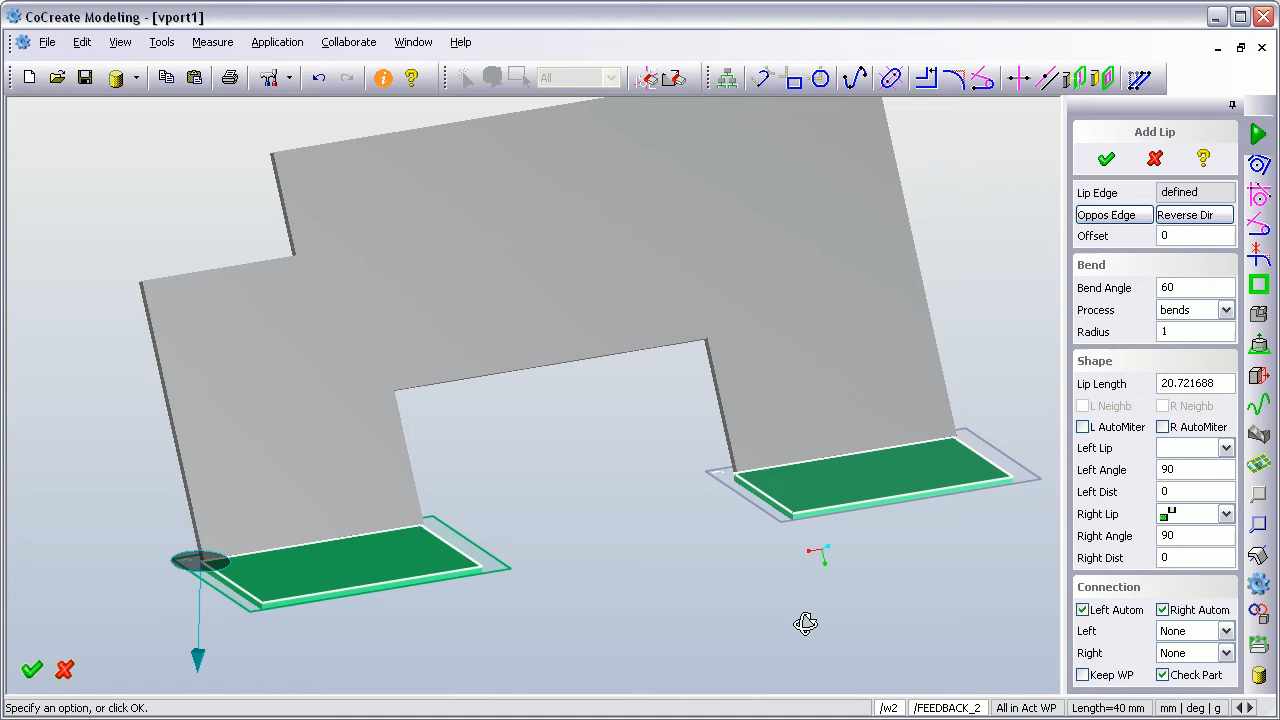 CoCreate Modeling - [vport1]
File Edit View Tools Measure Application Collaborate Window Help
All
Add Lip
Lip Edge defined
Oppos Edge Reverse Dir
Offset 0
Bend
Bend Angle 60
Process bends
Radius 1
Shape
Lip Length 20.721688
L Neighb R Neighb
L AutoMiter R AutoMiter
Left Lip
Left Angle 90
Left Dist 0
Right Lip
Right Angle 90
Right Dist 0
Connection
Left Autom Right Autom
Left None
Right None
Keep WP Check Part
Specify an option, or click OK. /w2 /FEEDBACK_2 All in Act WP Length=40 mm mm | deg | g